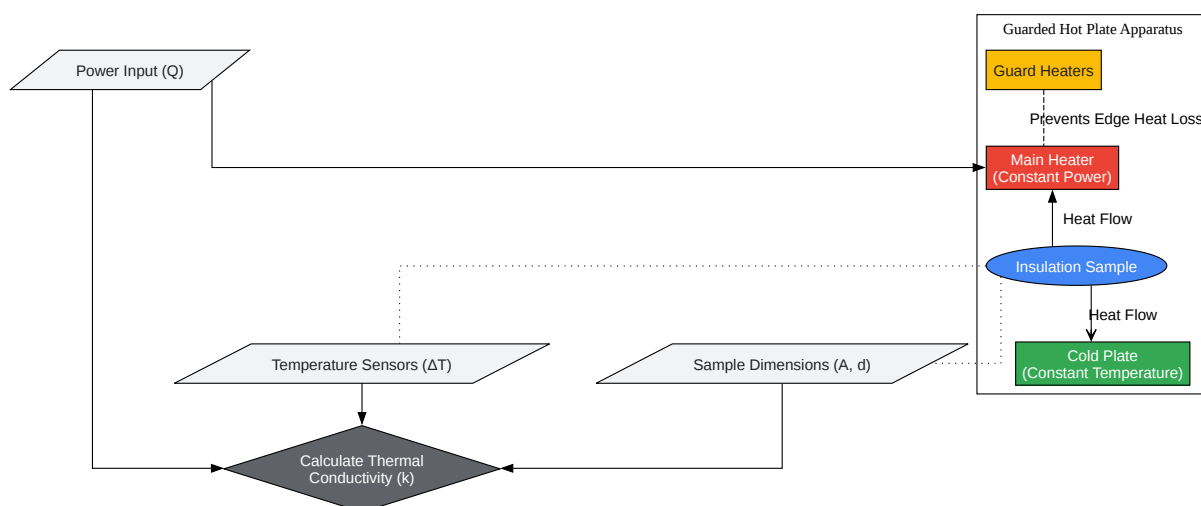 Guarded Hot Plate Apparatus
Power Input (Q)
Guard Heaters
Prevents Edge Heat Loss
Main Heater
(Constant Power)
Heat Flow
Insulation Sample
Heat Flow
Temperature Sensors (ΔT)
Sample Dimensions (A, d)
Cold Plate
(Constant Temperature)
Calculate Thermal
Conductivity (k)